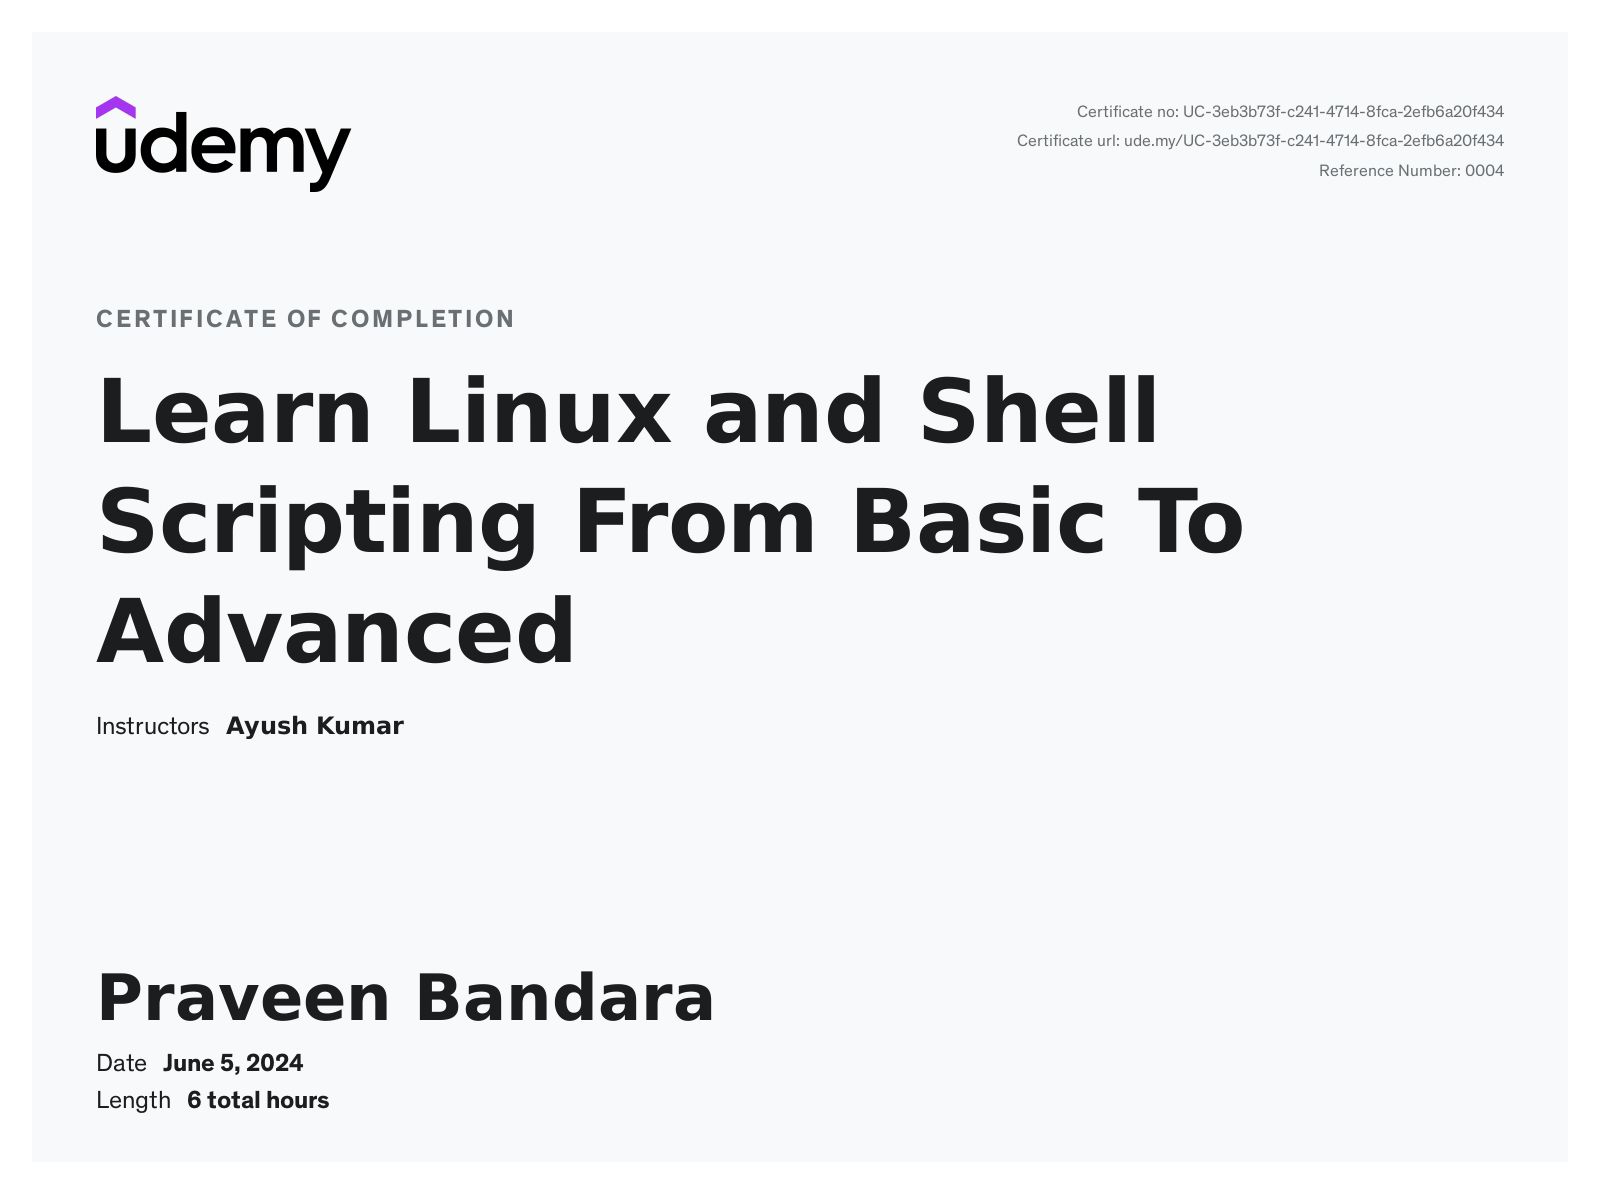 udemy
Certificate no: UC-3eb3b73f-c241-4714-8fca-2efb6a20f434
Certificate url: ude.my/UC-3eb3b73f-c241-4714-8fca-2efb6a20f434
Reference Number: 0004
CERTIFICATE OF COMPLETION
Learn Linux and Shell
Scripting From Basic To
Advanced
Instructors Ayush Kumar
Praveen Bandara
Date June 5, 2024
Length 6 total hours